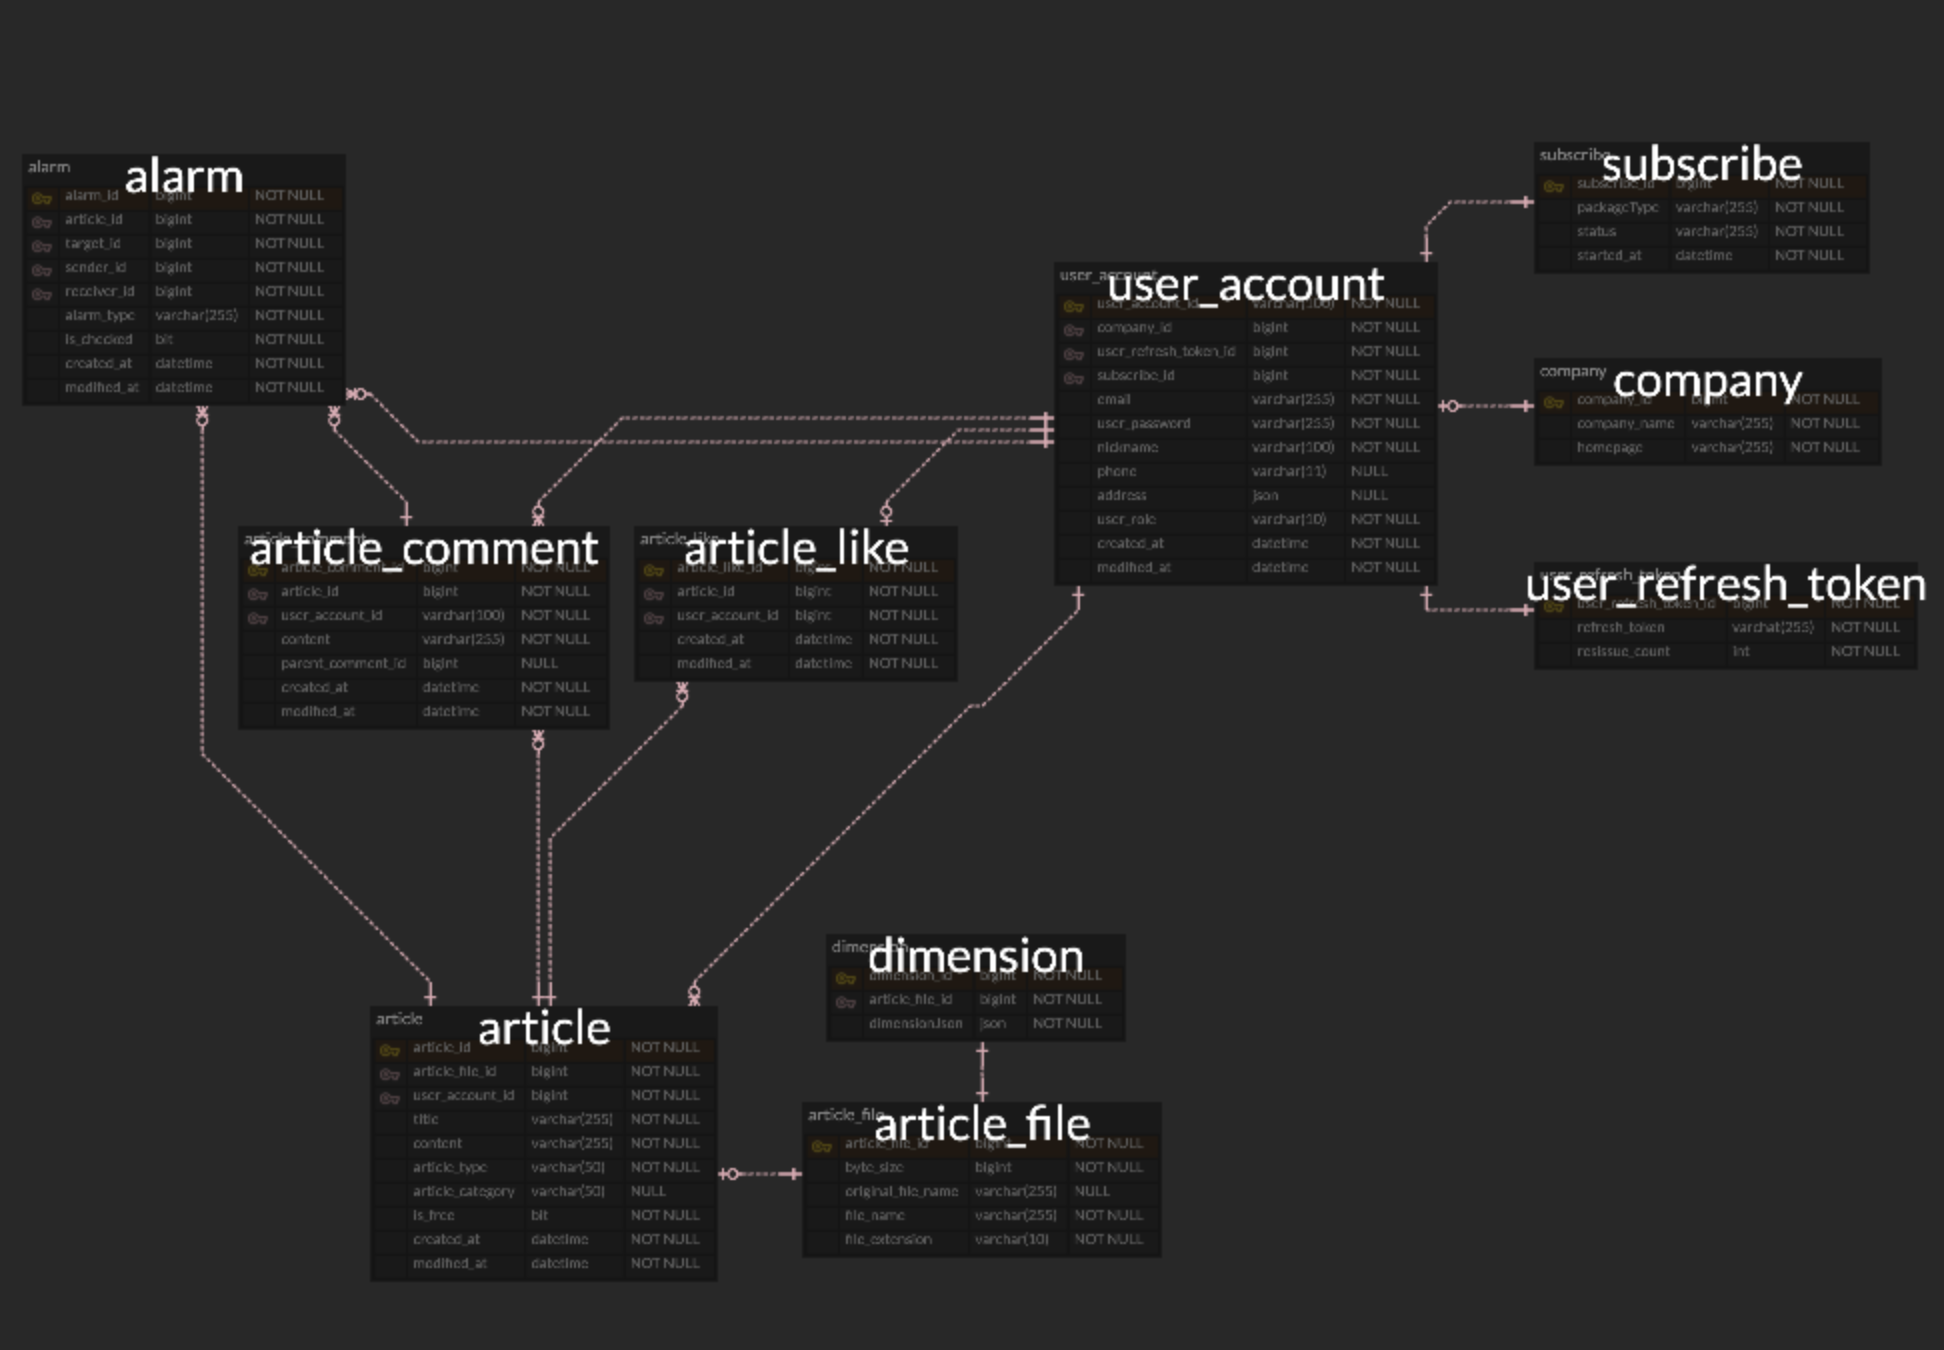 alarm
alarm
alarm_id bigint NOT NULL
article_id bigint NOT NULL
target_id bigint NOT NULL
sender_id bigint NOT NULL
receiver_id bigint NOT NULL
alarm_type varchar(255) NOT NULL
is_checked bit NOT NULL
created_at datetime NOT NULL
modified_at datetime NOT NULL
subscribe
subscribe
subscribe_id bigint NOT NULL
packageType varchar(255) NOT NULL
status varchar(255) NOT NULL
started_at datetime NOT NULL
user_account
user_account
user_account_id varchar(100) NOT NULL
company_id bigint NOT NULL
user_refresh_token_id bigint NOT NULL
subscribe_id bigint NOT NULL
email varchar(255) NOT NULL
user_password varchar(255) NOT NULL
nickname varchar(100) NOT NULL
phone varchar(11) NULL
address json NULL
user_role varchar(10) NOT NULL
created_at datetime NOT NULL
modified_at datetime NOT NULL
company
company
company_id bigint NOT NULL
company_name varchar(255) NOT NULL
homepage varchar(255) NOT NULL
article_comment
article_comment
article_comment_id bigint NOT NULL
article_id bigint NOT NULL
user_account_id varchar(100) NOT NULL
content varchar(255) NOT NULL
parent_comment_id bigint NULL
created_at datetime NOT NULL
modified_at datetime NOT NULL
article_like
article_like
article_like_id bigint NOT NULL
article_id bigint NOT NULL
user_account_id bigint NOT NULL
created_at datetime NOT NULL
modified_at datetime NOT NULL
user_refresh_token
user_refresh_token
user_refresh_token_id bigint NOT NULL
refresh_token varchat(255) NOT NULL
resissue_count int NOT NULL
dimension
dimension
dimension_id bigint NOT NULL
article_file_id bigint NOT NULL
dimensionJson json NOT NULL
article
article
article_id bigint NOT NULL
article_file_id bigint NOT NULL
user_account_id bigint NOT NULL
title varchar(255) NOT NULL
content varchar(255) NOT NULL
article_type varchar(50) NOT NULL
article_category varchar(50) NULL
is_free bit NOT NULL
created_at datetime NOT NULL
modified_at datetime NOT NULL
article_file
article_file
article_file_id bigint NOT NULL
byte_size bigint NOT NULL
original_file_name varchar(255) NULL
file_name varchar(255) NOT NULL
file_extension varchar(10) NOT NULL